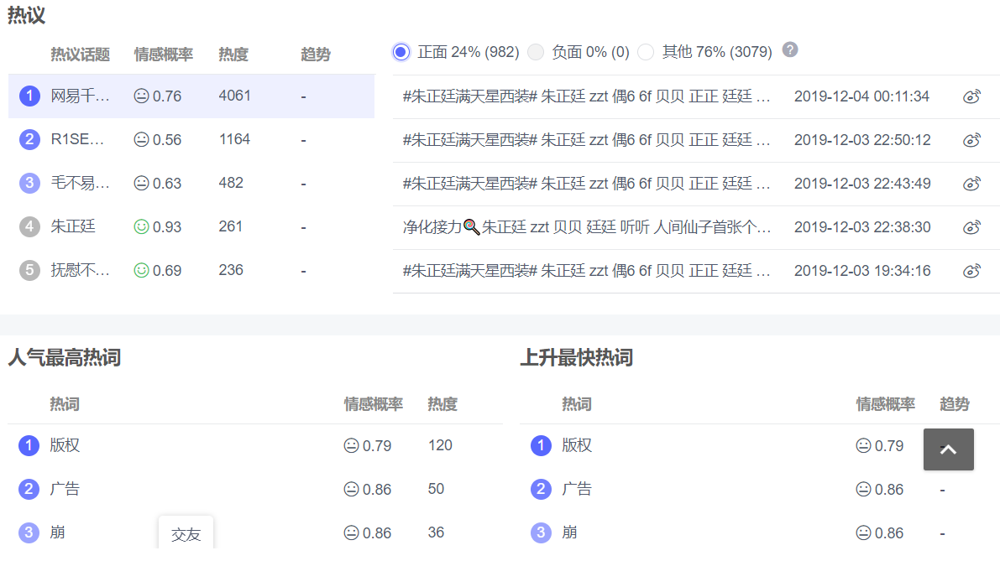 热议
热议话题 情感概率 热度 趋势
1 网易千... 0.76 4061 -
2 R1SE... 0.56 1164 -
3 毛不易... 0.63 482 -
4 朱正廷 0.93 261 -
5 抚慰不... 0.69 236 -
正面 24% (982) 负面 0% (0) 其他 76% (3079) ?
#朱正廷满天星西装# 朱正廷 zzt 偶6 6f 贝贝 正正 廷廷 ... 2019-12-04 00:11:34
#朱正廷满天星西装# 朱正廷 zzt 偶6 6f 贝贝 正正 廷廷 ... 2019-12-03 22:50:12
#朱正廷满天星西装# 朱正廷 zzt 偶6 6f 贝贝 正正 廷廷 ... 2019-12-03 22:43:49
净化接力🍭朱正廷 zzt 贝贝 廷廷 听听 人间仙子首张个... 2019-12-03 22:38:30
#朱正廷满天星西装# 朱正廷 zzt 偶6 6f 贝贝 正正 廷廷 ... 2019-12-03 19:34:16
人气最高热词
热词 情感概率 热度
1 版权 0.79 120
2 广告 0.86 50
3 崩 0.86 36
交友
上升最快热词
热词 情感概率 趋势
1 版权 0.79
2 广告 0.86 -
3 崩 0.86 -